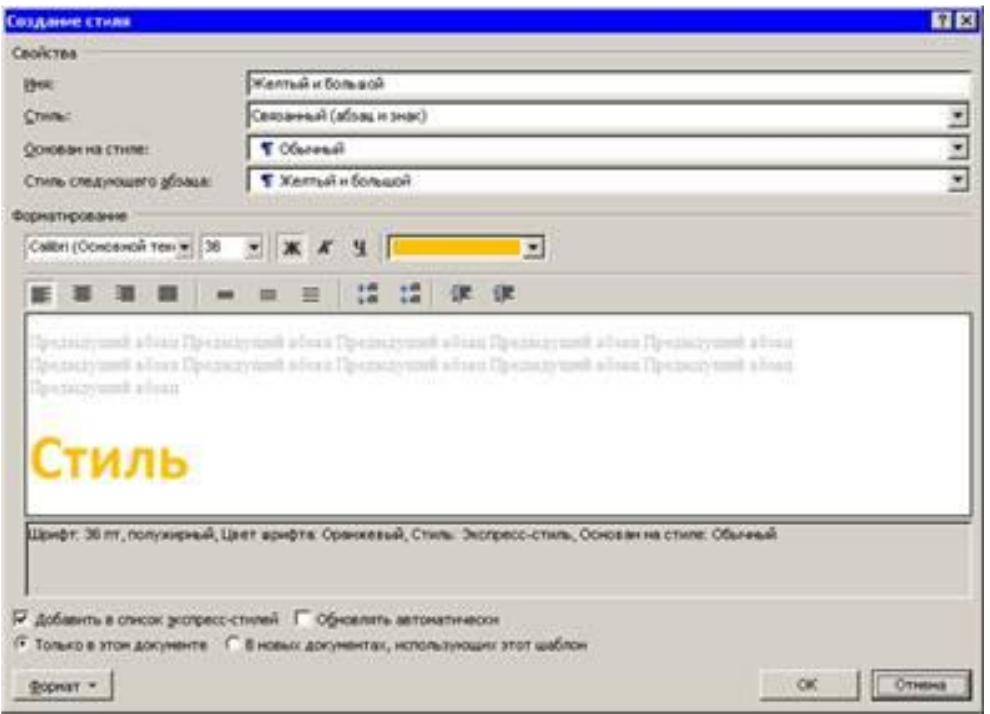 Создание стиля
Свойства
Имя: Желтый и большой
Стиль: Связанный (абзац и знак)
Основан на стиле: ¶ Обычный
Стиль следующего абзаца: ¶ Желтый и большой
Форматирование
Calibri (Основной тек 36 Ж К Ч
Предыдущий абзац Предыдущий абзац Предыдущий абзац Предыдущий абзац Предыдущий абзац
Предыдущий абзац Предыдущий абзац Предыдущий абзац Предыдущий абзац Предыдущий абзац
Предыдущий абзац
Стиль
Шрифт: 36 пт, полужирный, Цвет шрифта: Оранжевый, Стиль: Экспресс-стиль, Основан на стиле: Обычный
Добавить в список экспресс-стилей Обновлять автоматически
Только в этом документе В новых документах, использующих этот шаблон
Формат OK Отмена